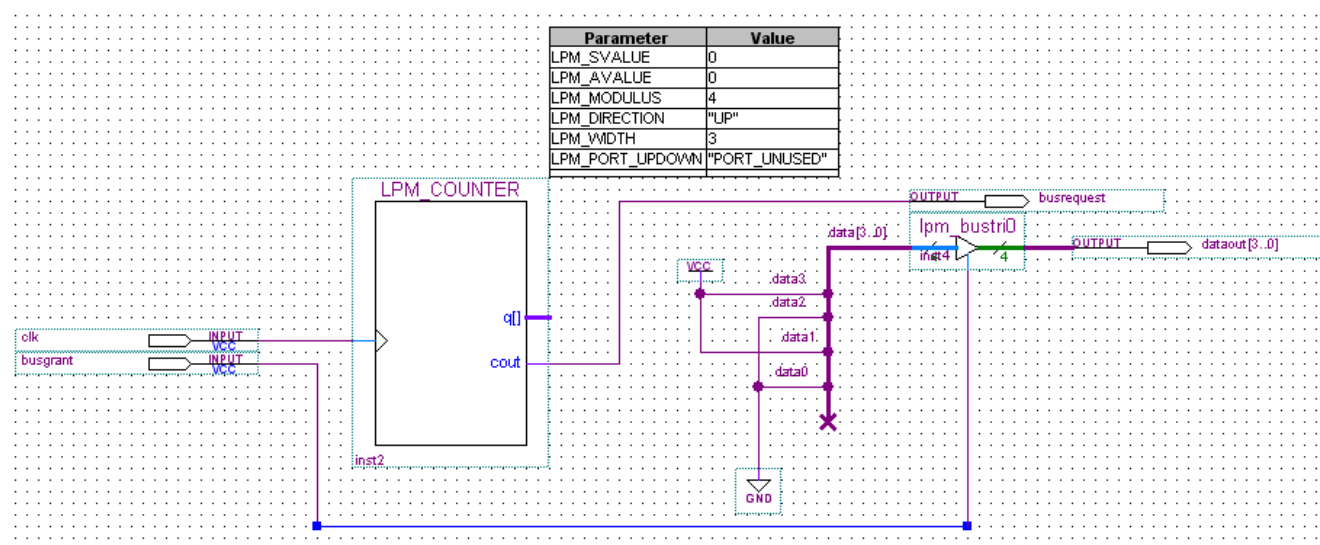 Parameter Value
LPM_SVALUE 0
LPM_AVALUE 0
LPM_MODULUS 4
LPM_DIRECTION "UP"
LPM_WIDTH 3
LPM_PORT_UPDOWN "PORT_UNUSED"
LPM_COUNTER
OUTPUT busrequest
data[3..0] lpm_bustri0
inst4 4
OUTPUT dataout[3..0]
VCC
data3
data2
q[]
data1
clk INPUT
VCC
busgrant INPUT
VCC
cout
data0
inst2
GND